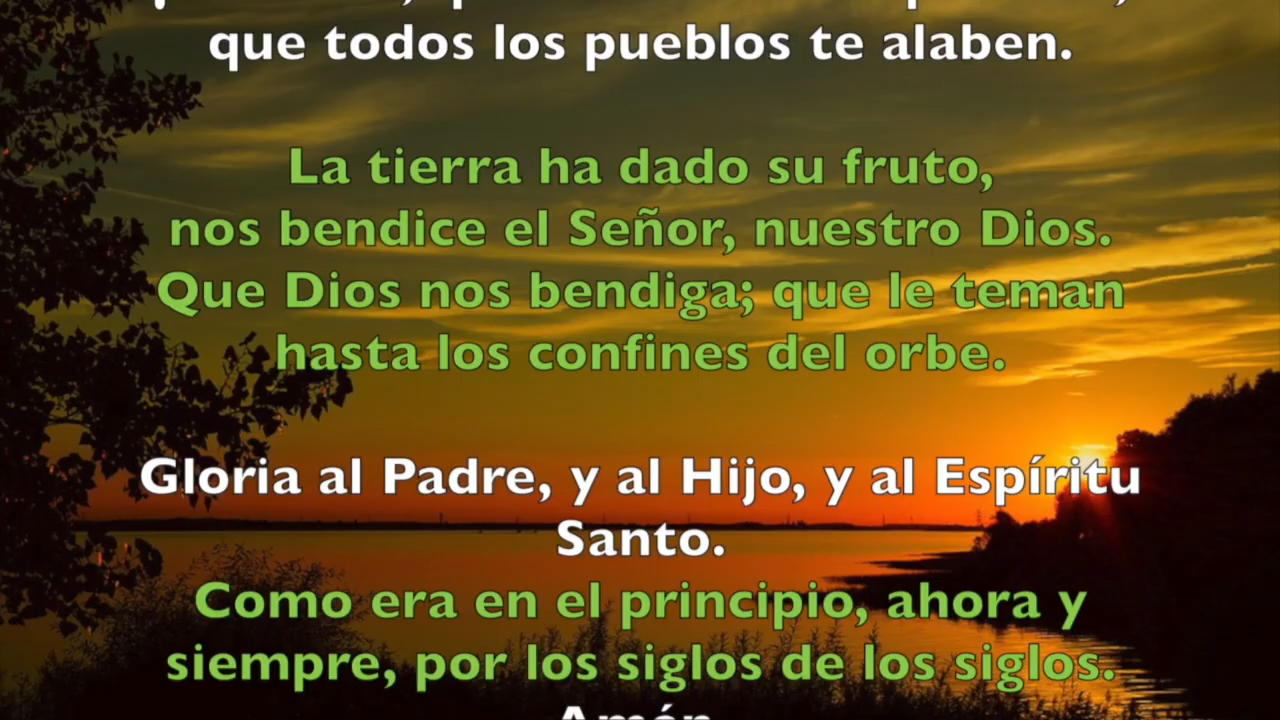 que todos los pueblos te alaben.
La tierra ha dado su fruto,
nos bendice el Señor, nuestro Dios.
Que Dios nos bendiga; que le teman
hasta los confines del orbe.
Gloria al Padre, y al Hijo, y al Espíritu
Santo.
Como era en el principio, ahora y
siempre, por los siglos de los siglos.
Amén.